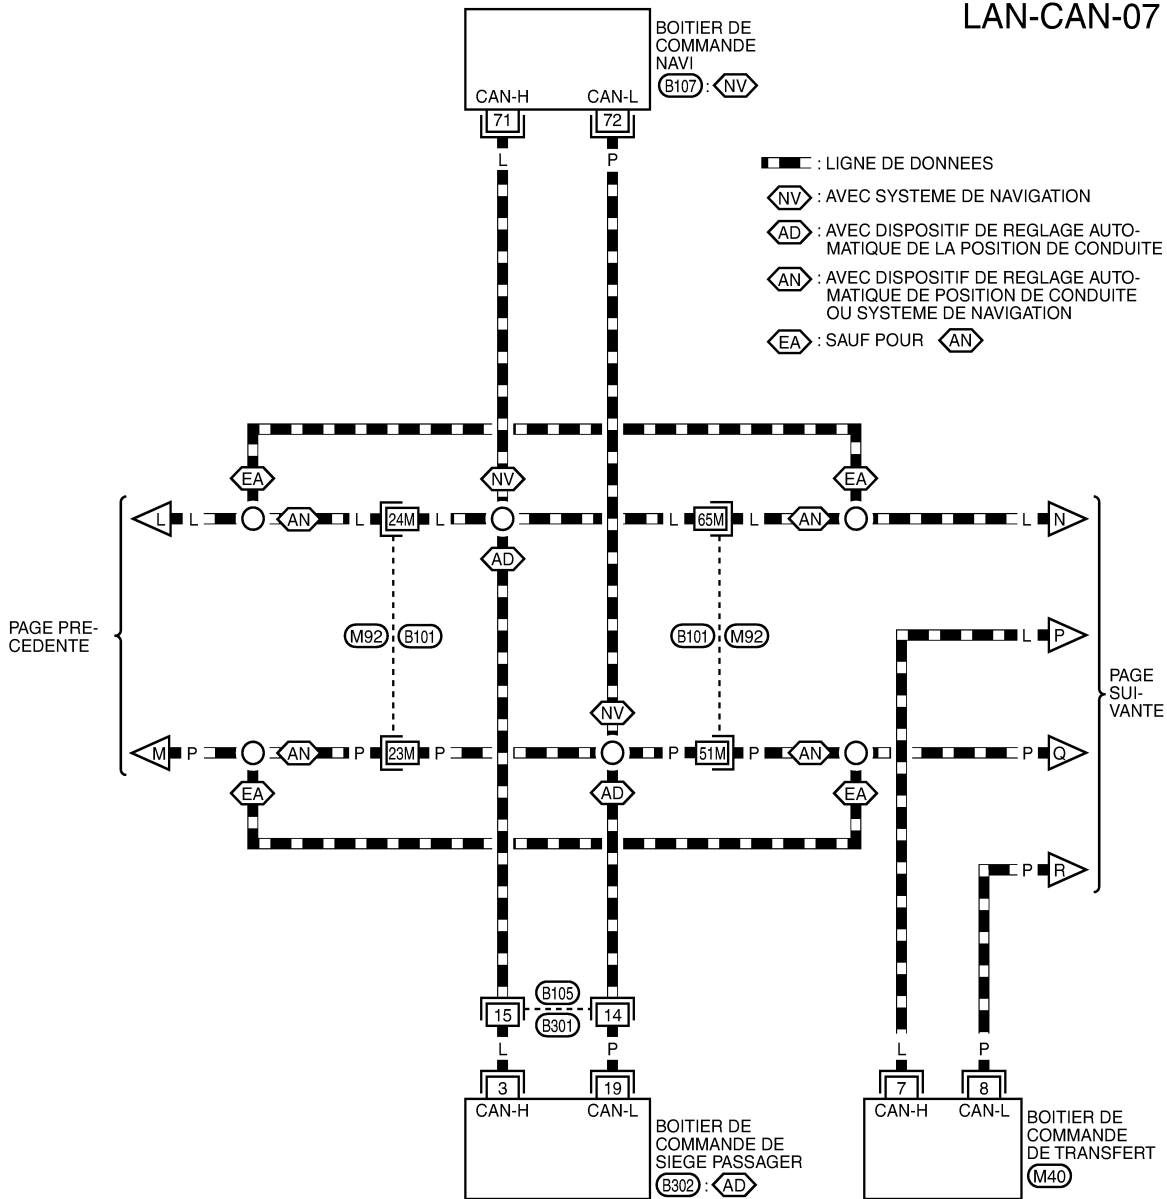 LAN-CAN-07
BOITIER DE
COMMANDE
NAVI
B107 : NV
CAN-H CAN-L
71 72
L P
: LIGNE DE DONNEES
NV : AVEC SYSTEME DE NAVIGATION
AD : AVEC DISPOSITIF DE REGLAGE AUTO-
MATIQUE DE LA POSITION DE CONDUITE
AN : AVEC DISPOSITIF DE REGLAGE AUTO-
MATIQUE DE POSITION DE CONDUITE
OU SYSTEME DE NAVIGATION
EA : SAUF POUR AN
EA NV EA
L L AN L 24M L L 65M L AN L N
AD
PAGE PRE-
CEDENTE
M92 B101 B101 M92
L P
PAGE
SUI-
VANTE
NV
M P AN P 23M P P 51M P AN P Q
EA AD EA
P R
B105
15 14
B301
L P L P
3 19 7 8
CAN-H CAN-L CAN-H CAN-L
BOITIER DE
COMMANDE DE
SIEGE PASSAGER
B302 : AD
BOITIER DE
COMMANDE
DE TRANSFERT
M40